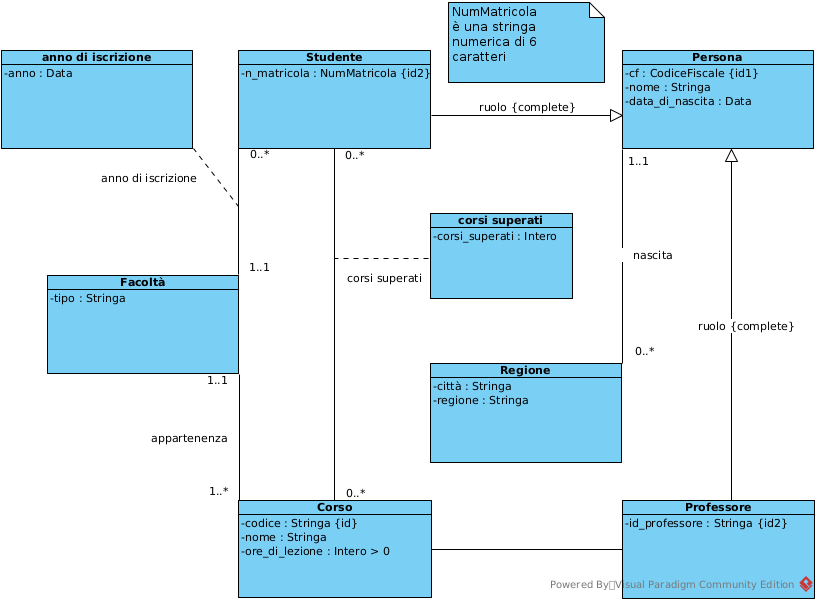 NumMatricola
è una stringa
numerica di 6
caratteri
anno di iscrizione
-anno : Data
Studente
-n_matricola : NumMatricola {id2}
Persona
-cf : CodiceFiscale {id1}
-nome : Stringa
-data_di_nascita : Data
ruolo {complete}
0..*
0..*
1..1
anno di iscrizione
corsi superati
-corsi_superati : Intero
nascita
1..1
corsi superati
Facoltà
-tipo : Stringa
ruolo {complete}
0..*
Regione
-città : Stringa
-regione : Stringa
1..1
appartenenza
1..*
0..*
Corso
-codice : Stringa {id}
-nome : Stringa
-ore_di_lezione : Intero > 0
Professore
-id_professore : Stringa {id2}
Powered By Visual Paradigm Community Edition